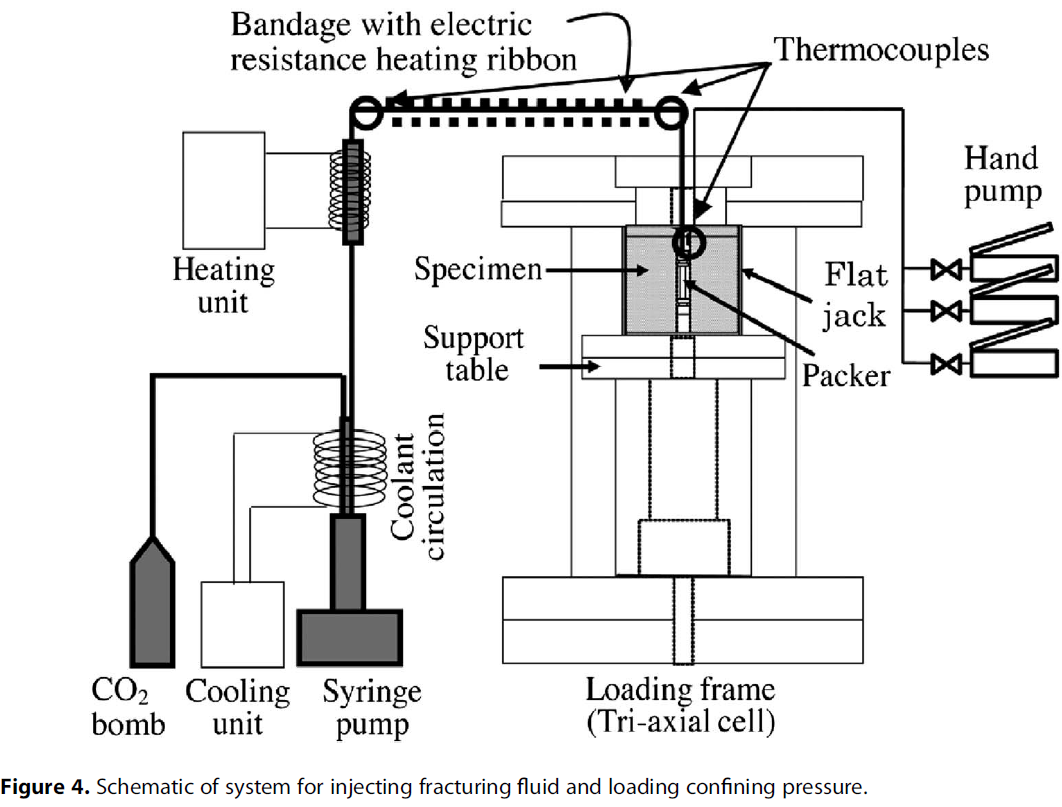 Bandage with electric
resistance heating ribbon
Thermocouples
Hand
pump
Heating
unit
Specimen
Flat
jack
Support
table
Packer
Coolant
circulation
CO₂
bomb
Cooling
unit
Syringe
pump
Loading frame
(Tri-axial cell)
Figure 4. Schematic of system for injecting fracturing fluid and loading confining pressure.